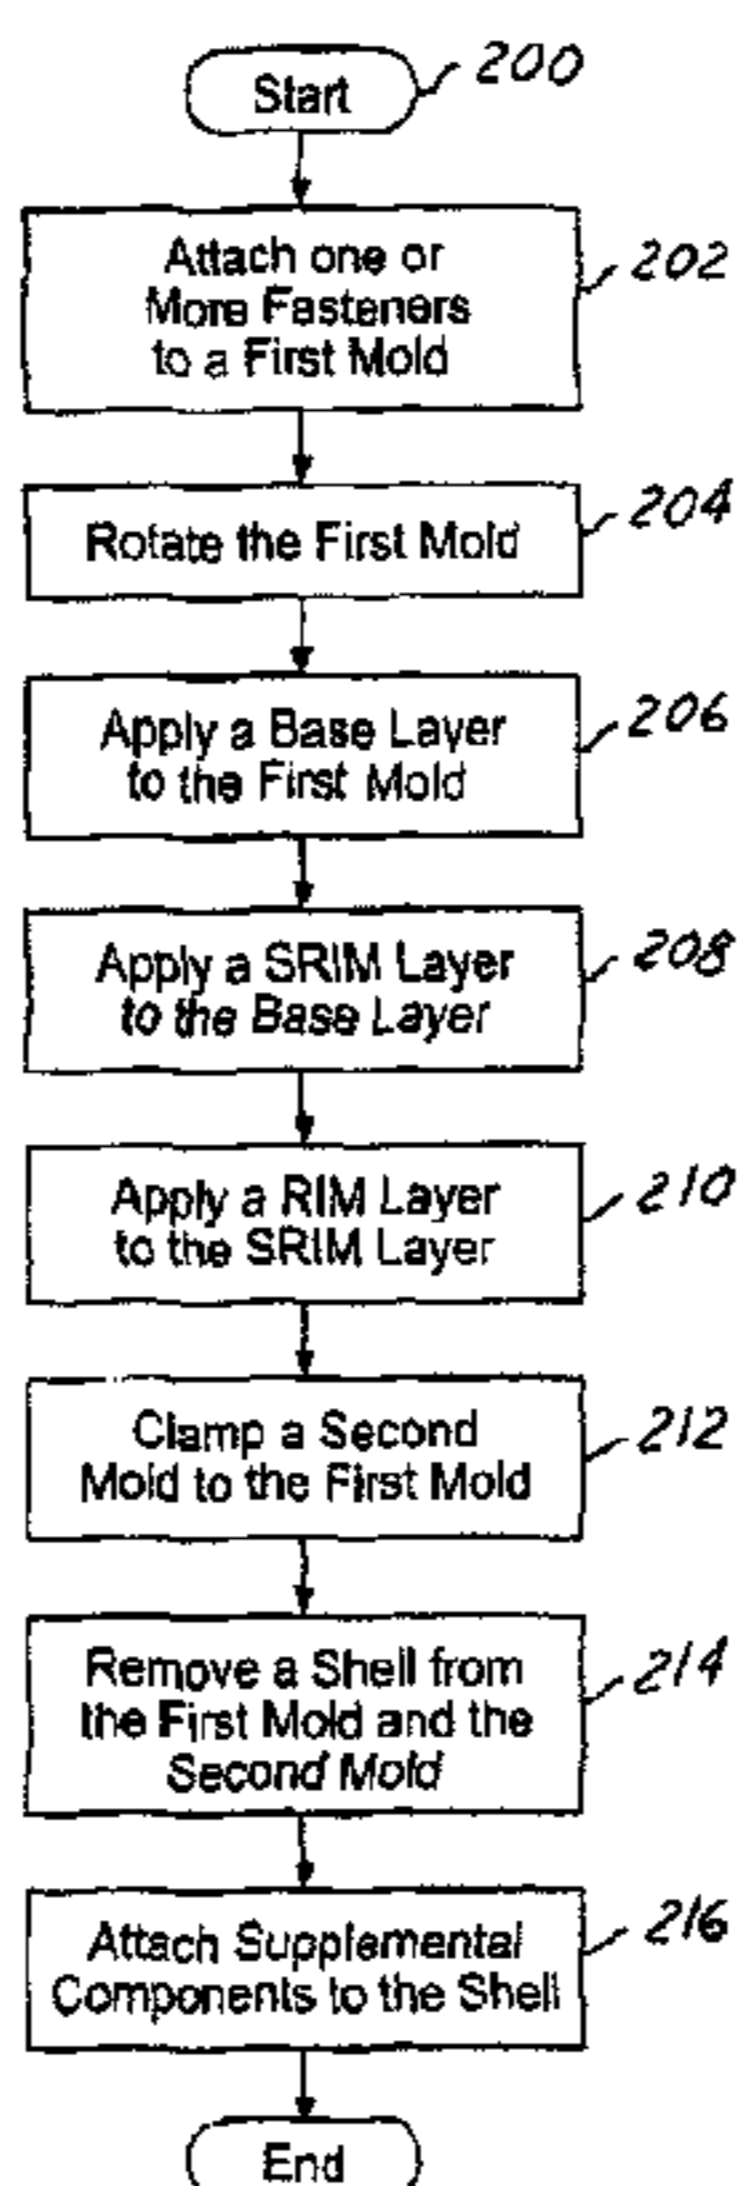 Start
200
Attach one or
More Fasteners
to a First Mold
202
Rotate the First Mold
204
Apply a Base Layer
to the First Mold
206
Apply a SRIM Layer
to the Base Layer
208
Apply a RIM Layer
to the SRIM Layer
210
Clamp a Second
Mold to the First Mold
212
Remove a Shell from
the First Mold and the
Second Mold
214
Attach Supplemental
Components to the Shell
216
End